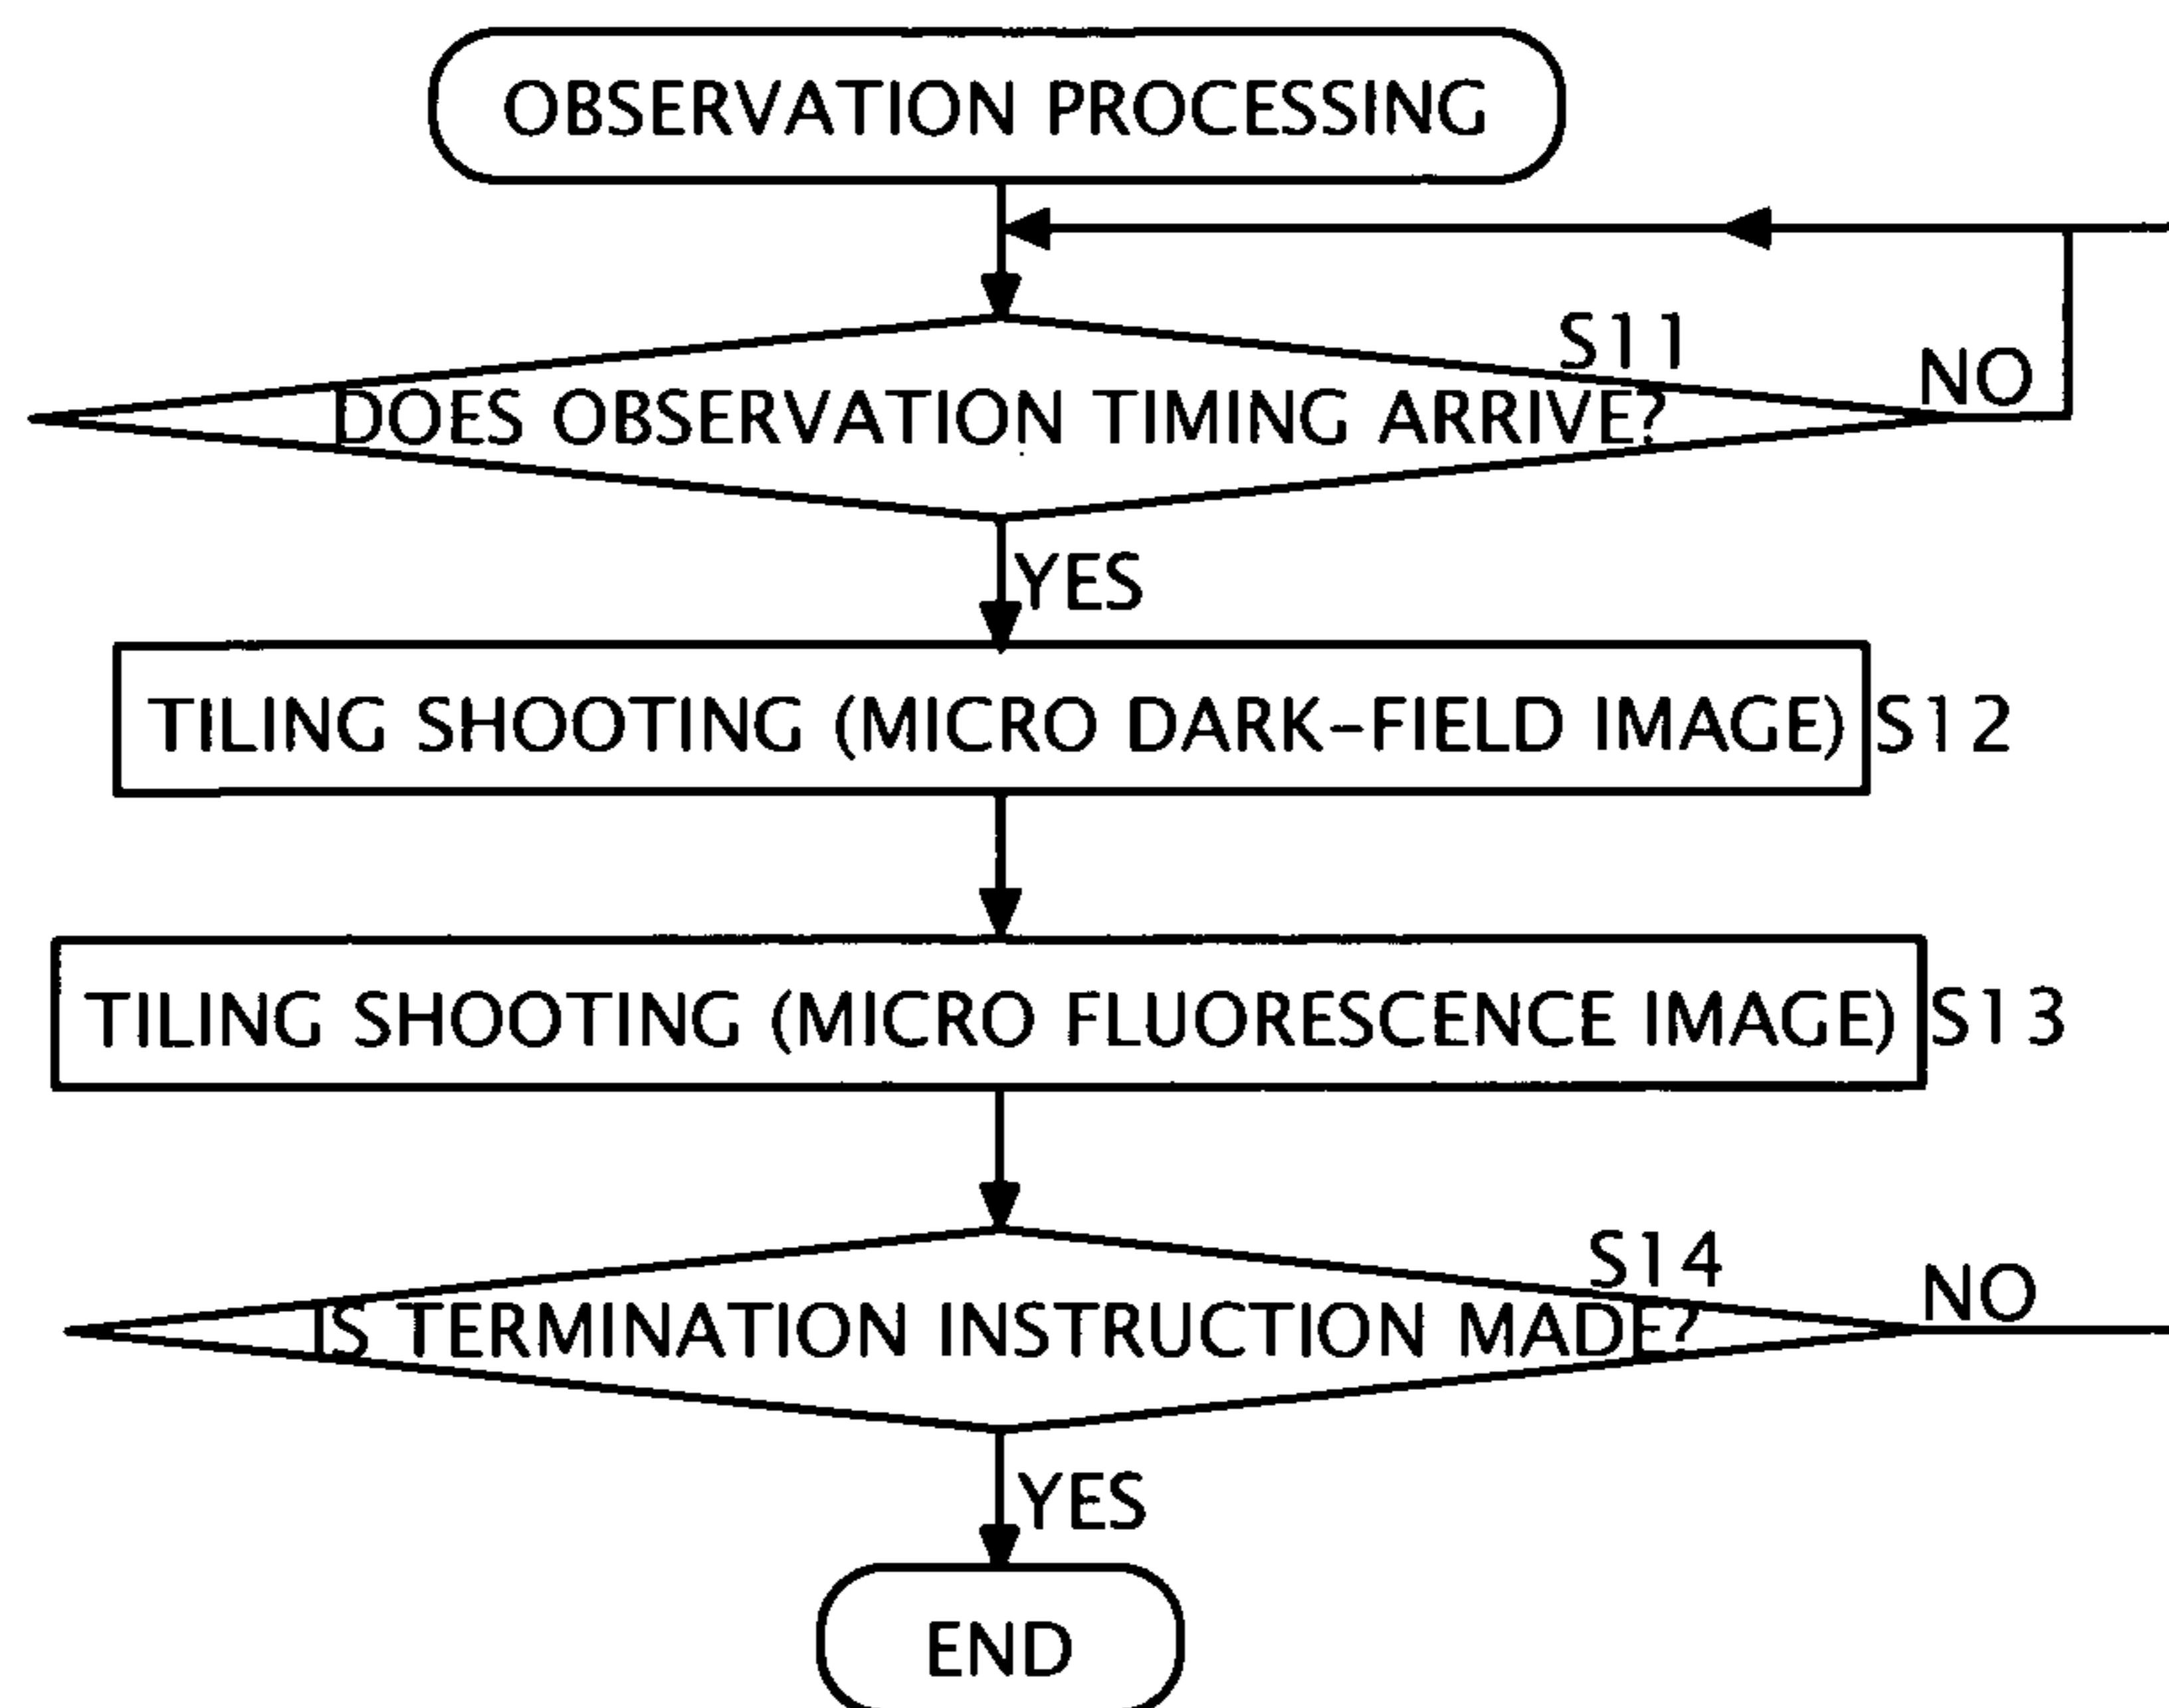 OBSERVATION PROCESSING
S11
DOES OBSERVATION TIMING ARRIVE?
NO
YES
TILING SHOOTING (MICRO DARK-FIELD IMAGE)
S12
TILING SHOOTING (MICRO FLUORESCENCE IMAGE)
S13
S14
IS TERMINATION INSTRUCTION MADE?
NO
YES
END